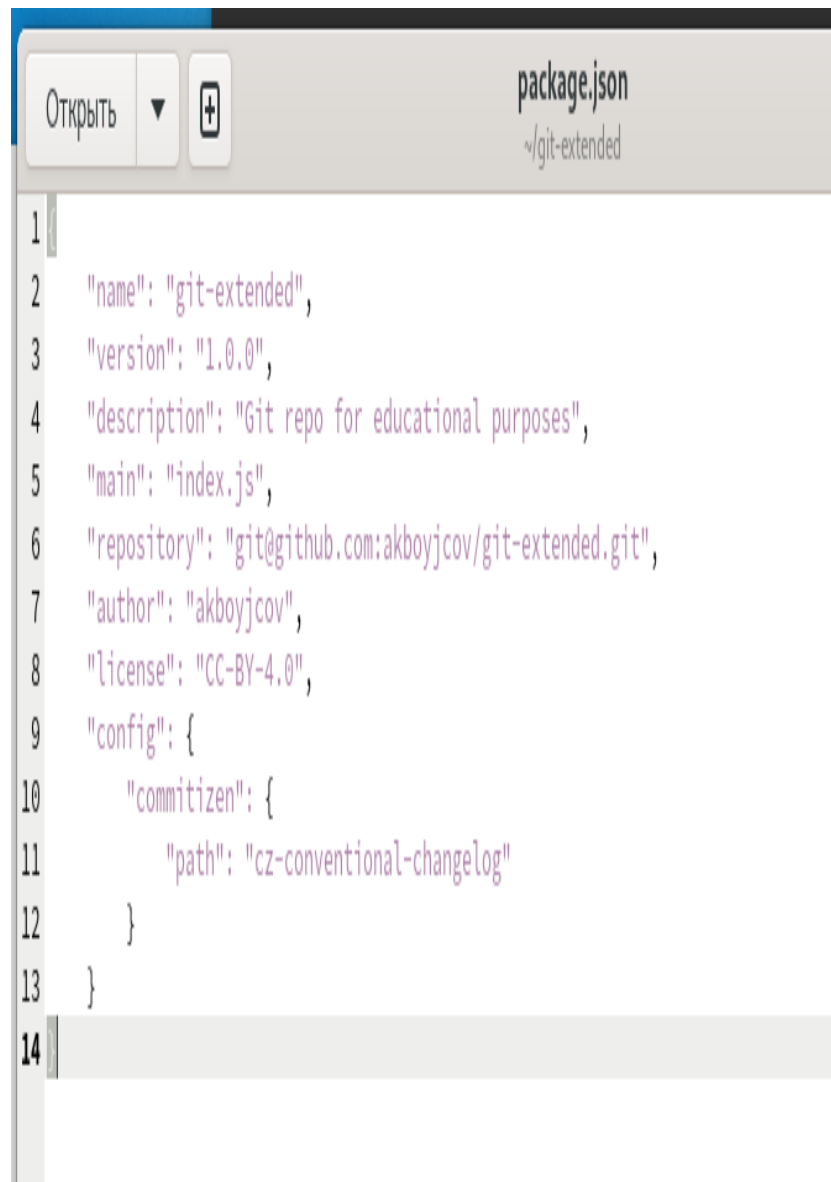 Открыть
package.json
~/git-extended
1 {
2 "name": "git-extended",
3 "version": "1.0.0",
4 "description": "Git repo for educational purposes",
5 "main": "index.js",
6 "repository": "git@github.com:akboyjcov/git-extended.git",
7 "author": "akboyjcov",
8 "license": "CC-BY-4.0",
9 "config": {
10 "commitizen": {
11 "path": "cz-conventional-changelog"
12 }
13 }
14 }